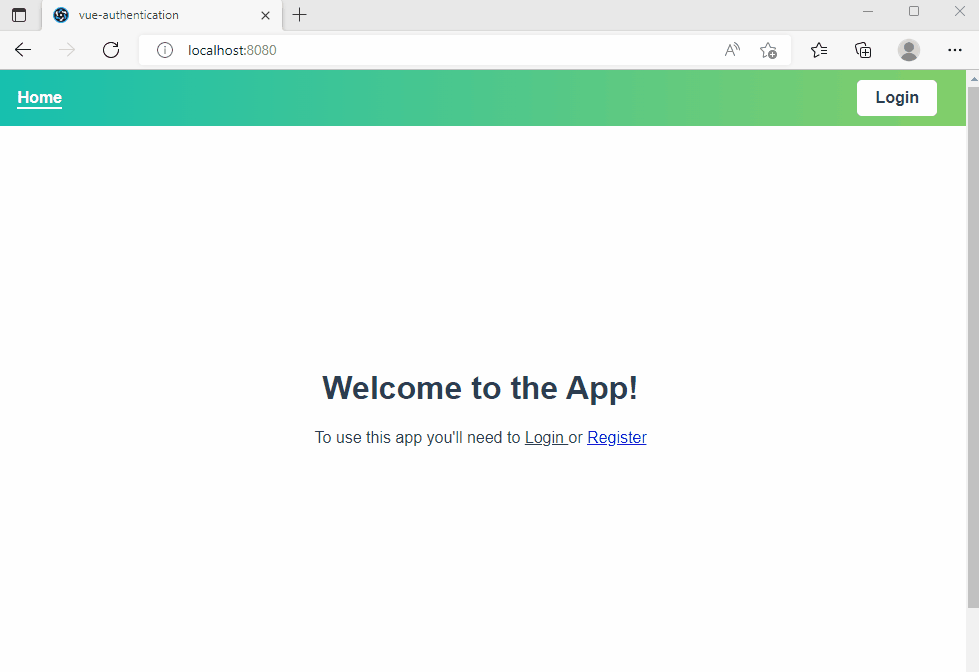 vue-authentication
localhost:8080
Home
Login
Welcome to the App!
To use this app you'll need to Login or Register